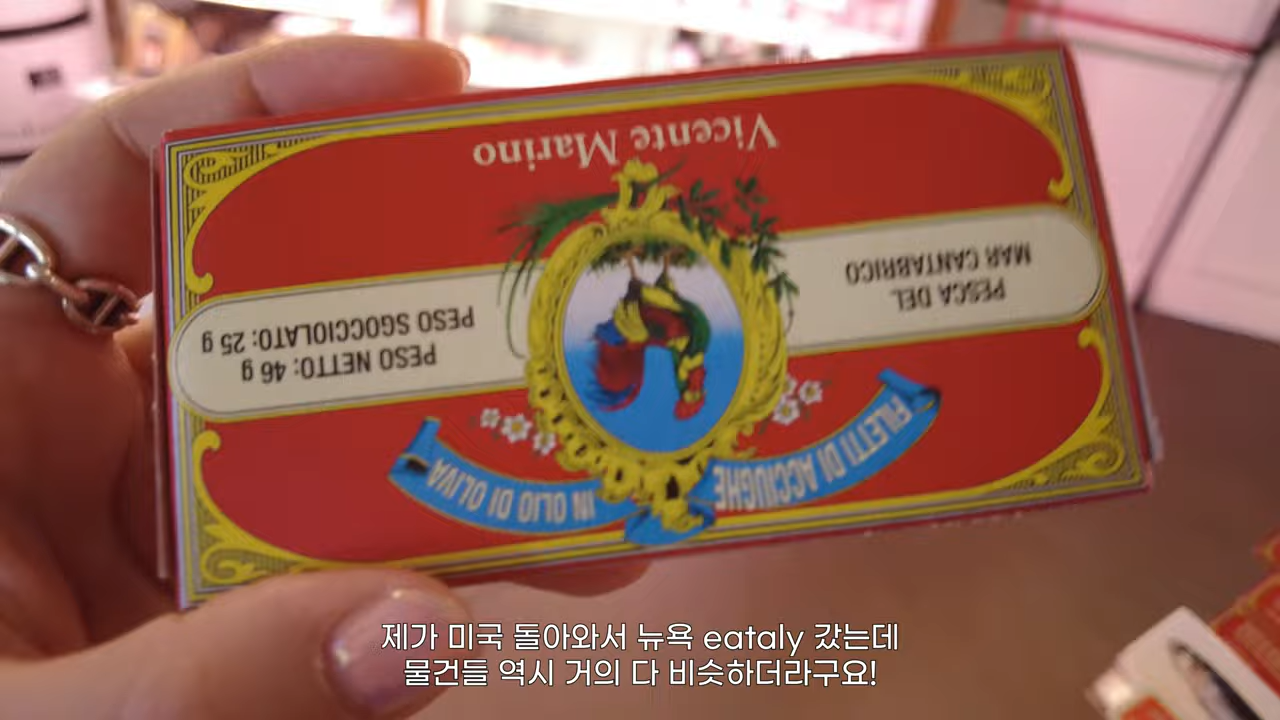 Vicente Marino
PESO NETTO: 46 g
PESO SGOCCIOLATO: 25 g
PESCA DEL
MAR CANTABRICO
FILETTI DI ACCIUGHE
IN OLIO DI OLIVA
제가 미국 돌아와서 뉴욕 eataly 갔는데
물건들 역시 거의 다 비슷하더라구요!